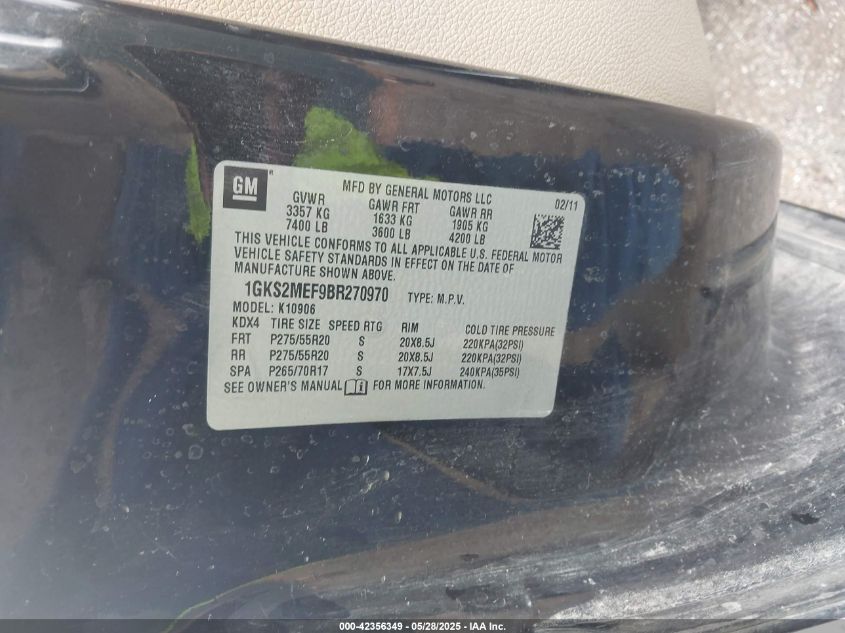 GM
®
MFD BY GENERAL MOTORS LLC
02/11
GVWR GAWR FRT GAWR RR
3357 KG 1633 KG 1905 KG
7400 LB 3600 LB 4200 LB
THIS VEHICLE CONFORMS TO ALL APPLICABLE U.S. FEDERAL MOTOR
VEHICLE SAFETY STANDARDS IN EFFECT ON THE DATE OF
MANUFACTURE SHOWN ABOVE.
1GKS2MEF9BR270970 TYPE: M.P.V.
MODEL: K10906
KDX4 TIRE SIZE SPEED RTG RIM COLD TIRE PRESSURE
FRT P275/55R20 S 20X8.5J 220KPA(32PSI)
RR P275/55R20 S 20X8.5J 220KPA(32PSI)
SPA P265/70R17 S 17X7.5J 240KPA(35PSI)
SEE OWNER'S MANUAL FOR MORE INFORMATION.
000-42356349 - 05/28/2025 - IAA Inc.